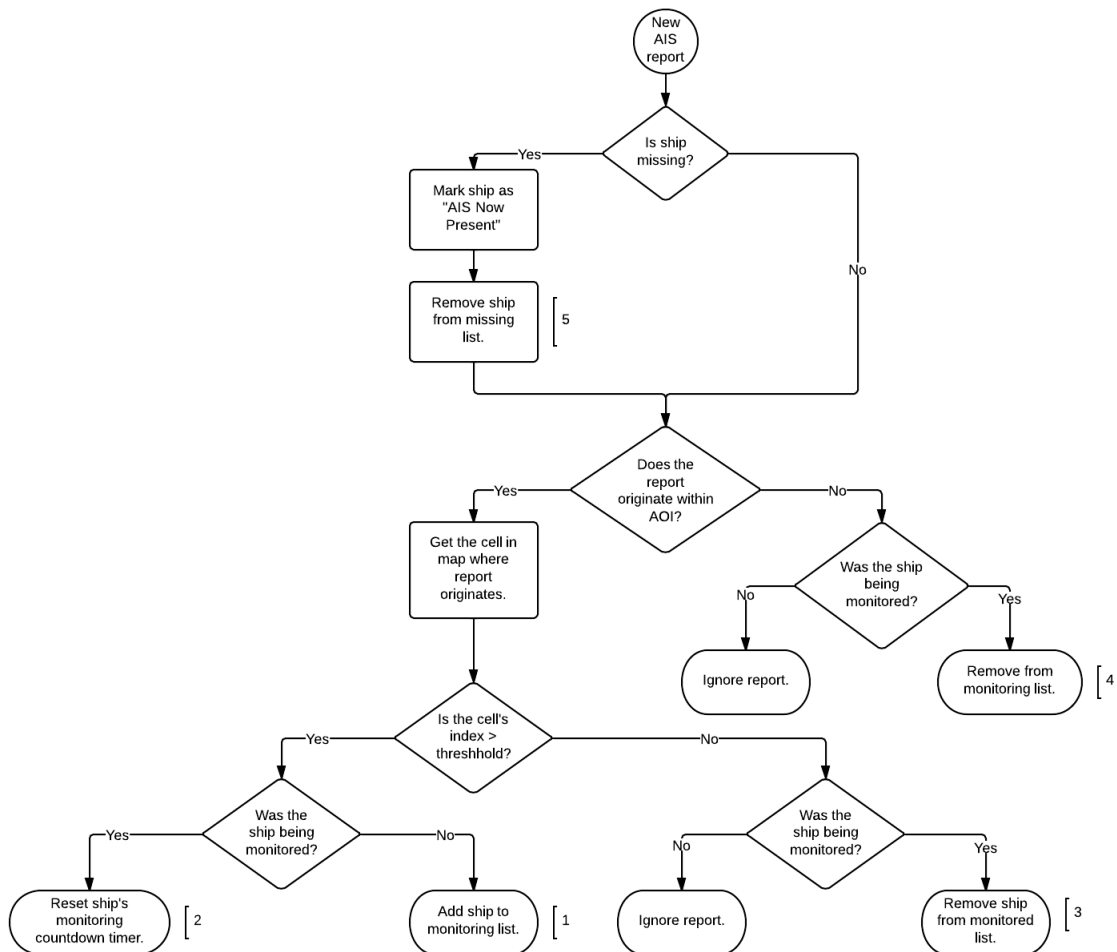 New
AIS
report
Is ship
missing?
Yes
No
Mark ship as
"AIS Now
Present"
Remove ship
from missing
list.
5
Does the
report
originate within
AOI?
Yes
No
Get the cell in
map where
report
originates.
Was the ship
being
monitored?
No
Yes
Ignore report.
Remove from
monitoring list.
4
Is the cell's
index >
threshhold?
Yes
No
Was the
ship being
monitored?
Yes
No
Was the
ship being
monitored?
No
Yes
Reset ship's
monitoring
countdown timer.
2
Add ship to
monitoring list.
1
Ignore report.
Remove ship
from monitored
list.
3